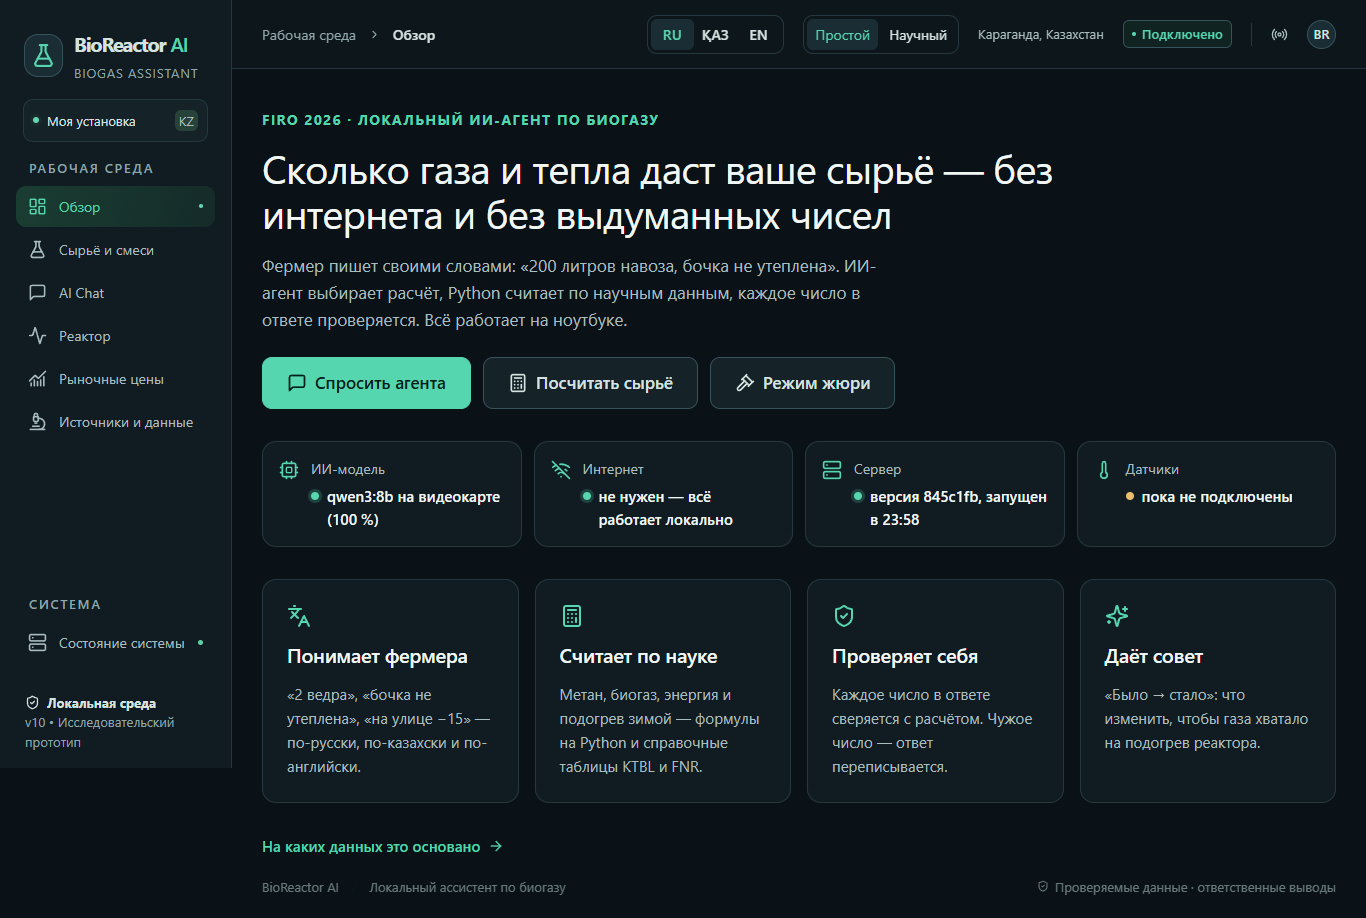 BioReactor AI
BIOGAS ASSISTANT
Моя установка KZ
РАБОЧАЯ СРЕДА
Обзор
Сырьё и смеси
AI Chat
Реактор
Рыночные цены
Источники и данные
СИСТЕМА
Состояние системы
Локальная среда
v10 • Исследовательский
прототип
Рабочая среда > Обзор
RU ҚАЗ EN
Простой Научный
Караганда, Казахстан
• Подключено
BR
FIRO 2026 · ЛОКАЛЬНЫЙ ИИ-АГЕНТ ПО БИОГАЗУ
Сколько газа и тепла даст ваше сырьё — без
интернета и без выдуманных чисел
Фермер пишет своими словами: «200 литров навоза, бочка не утеплена». ИИ-
агент выбирает расчёт, Python считает по научным данным, каждое число в
ответе проверяется. Всё работает на ноутбуке.
Спросить агента
Посчитать сырьё
Режим жюри
ИИ-модель
qwen3:8b на видеокарте
(100 %)
Интернет
не нужен — всё
работает локально
Сервер
версия 845c1fb, запущен
в 23:58
Датчики
пока не подключены
Понимает фермера
«2 ведра», «бочка не
утеплена», «на улице −15» —
по-русски, по-казахски и по-
английски.
Считает по науке
Метан, биогаз, энергия и
подогрев зимой — формулы
на Python и справочные
таблицы KTBL и FNR.
Проверяет себя
Каждое число в ответе
сверяется с расчётом. Чужое
число — ответ
переписывается.
Даёт совет
«Было → стало»: что
изменить, чтобы газа хватало
на подогрев реактора.
На каких данных это основано →
BioReactor AI
Локальный ассистент по биогазу
Проверяемые данные · ответственные выводы